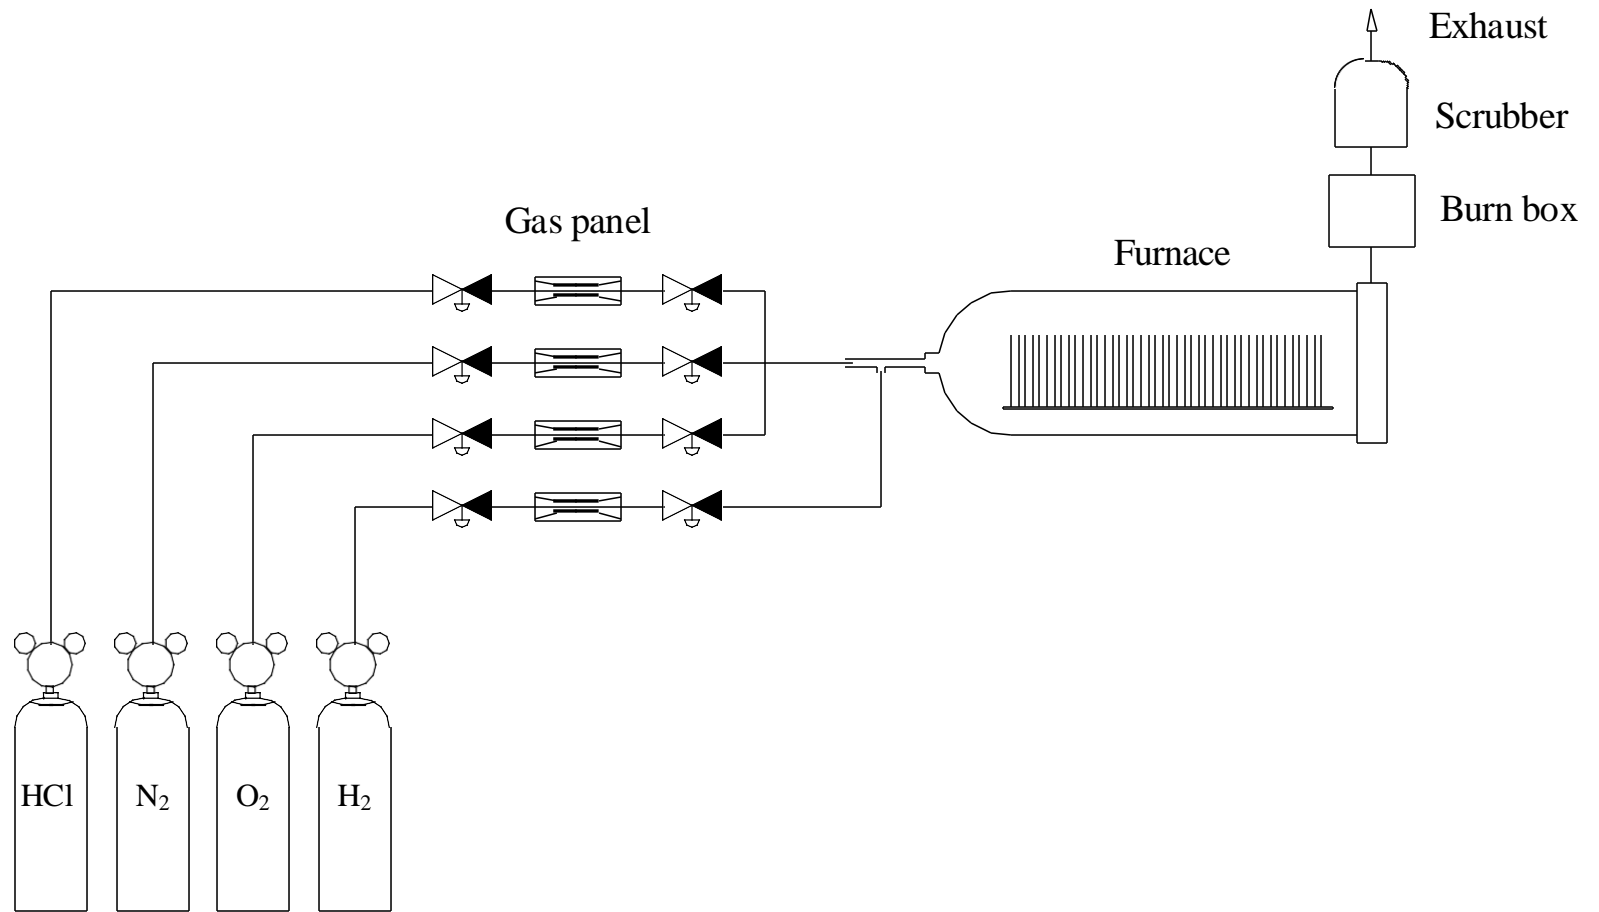 Exhaust
Scrubber
Burn box
Gas panel
Furnace
HCl
N₂
O₂
H₂